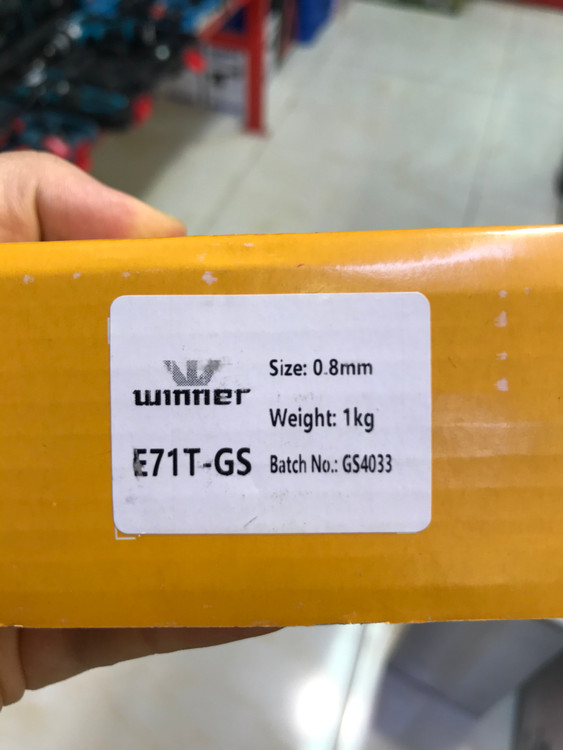 winner
E71T-GS
Size: 0.8mm
Weight: 1kg
Batch No.: GS4033